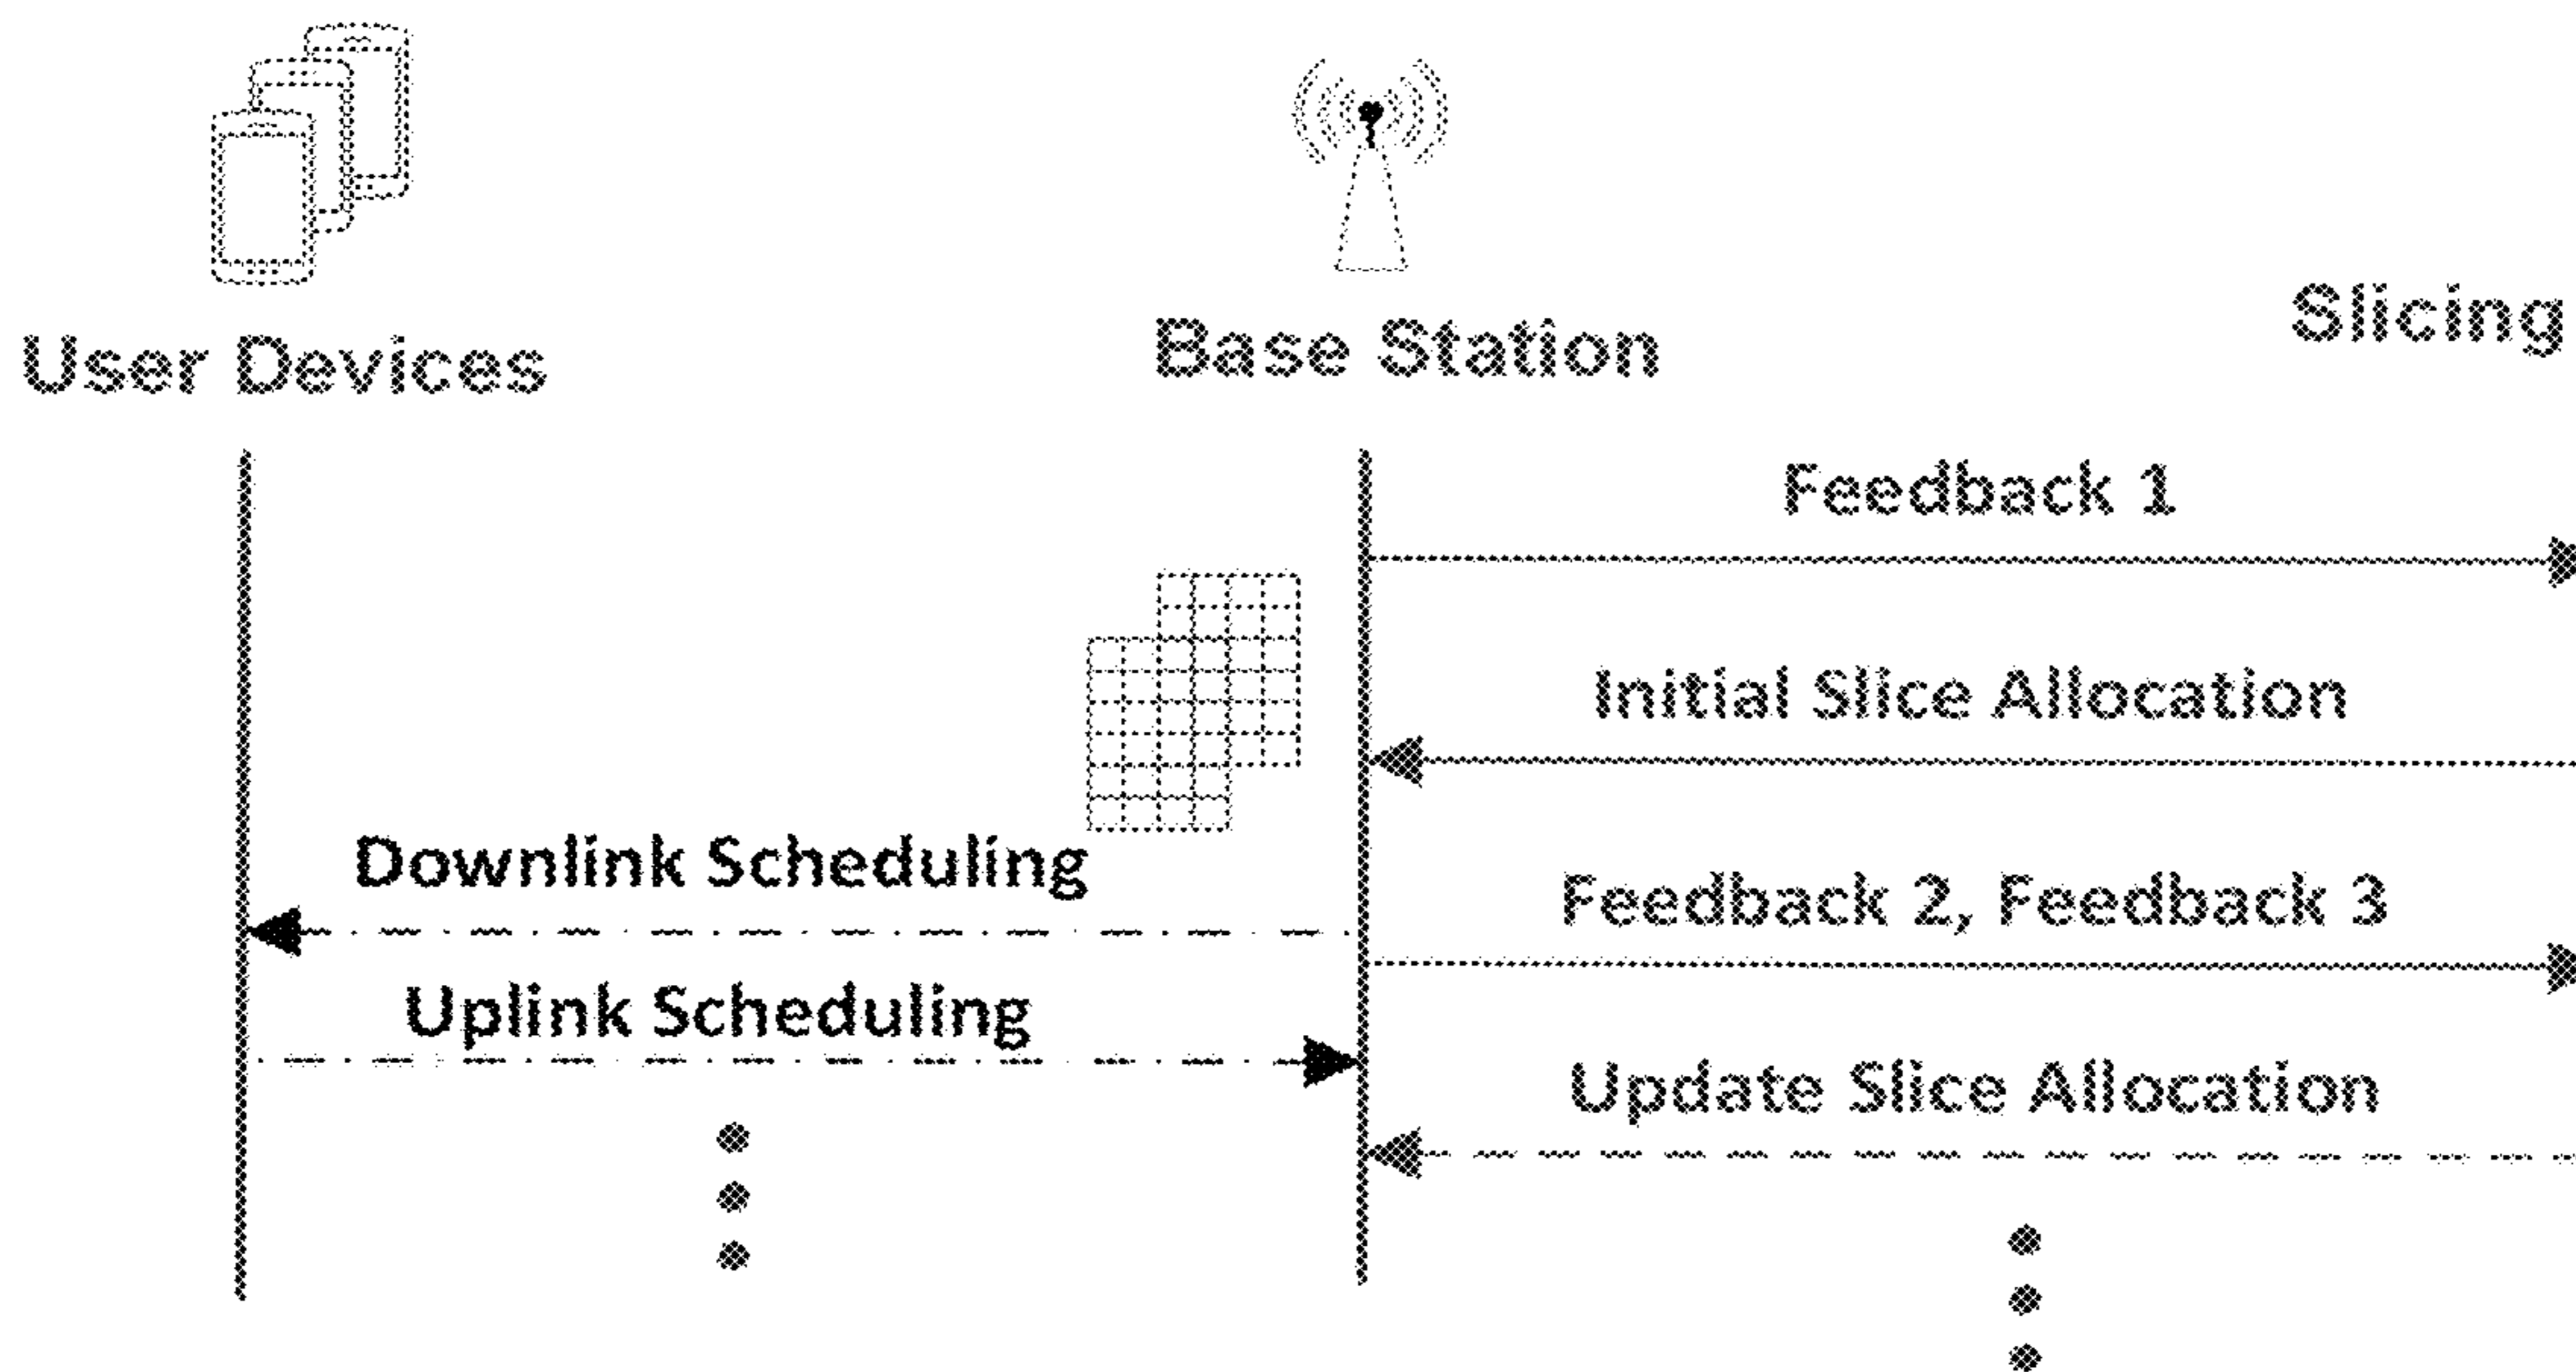 User Devices
Base Station
Slicing
Feedback 1
Initial Slice Allocation
Downlink Scheduling
Feedback 2, Feedback 3
Uplink Scheduling
Update Slice Allocation